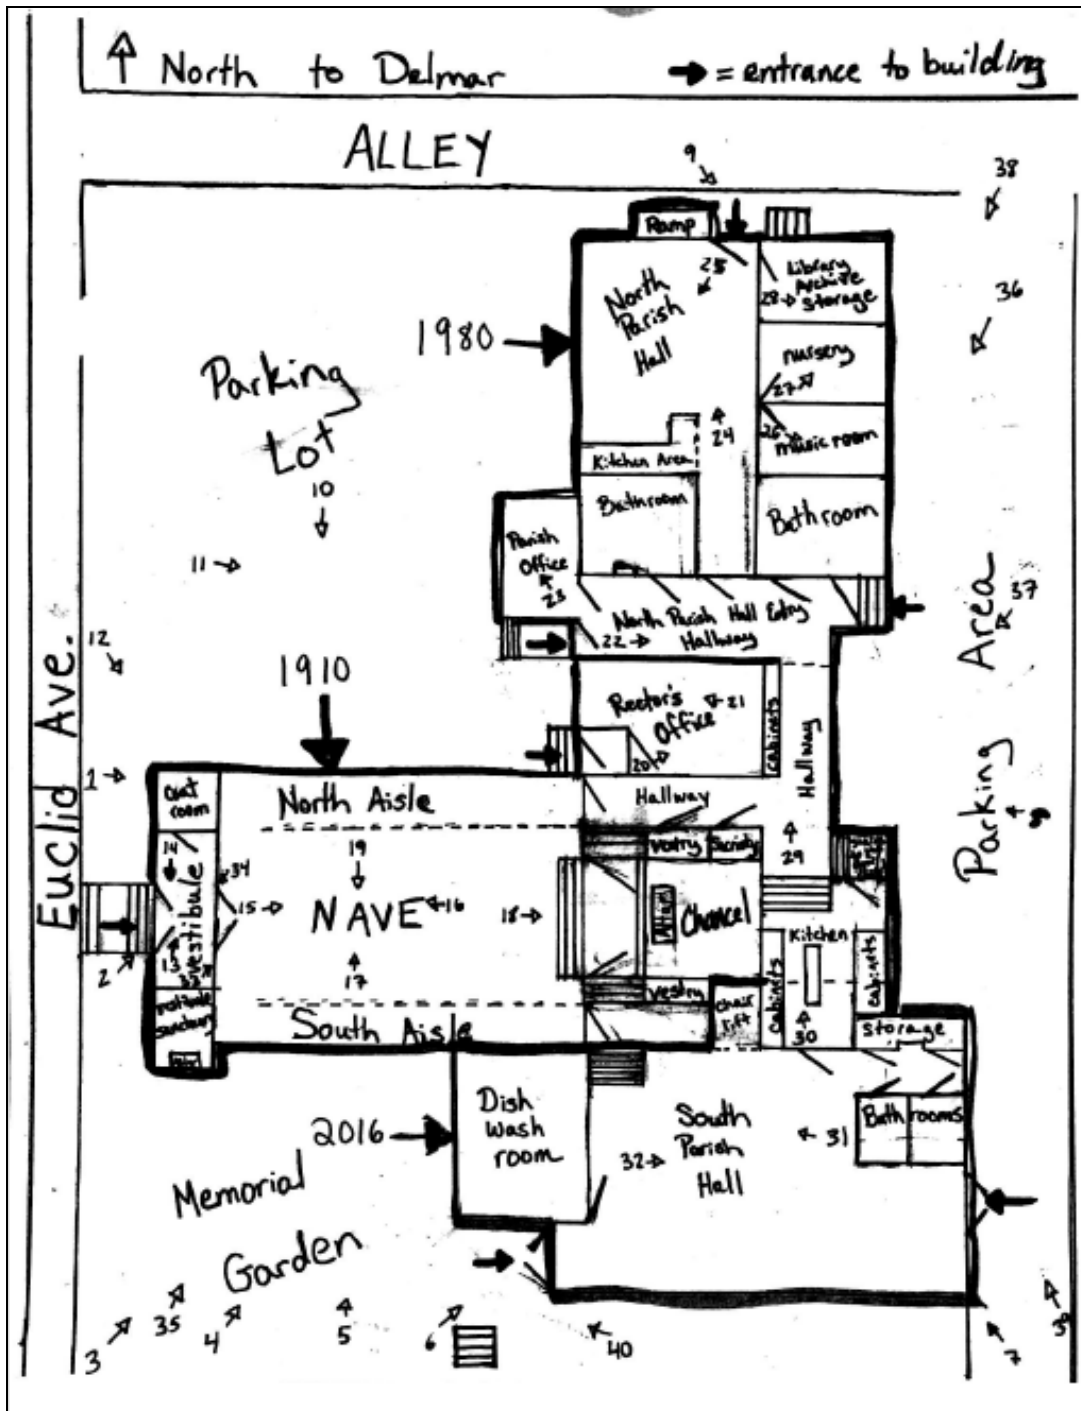 North to Delmar
= entrance to building
ALLEY
9
38
Ramp
Library
Archive
Storage
28
25
North
Parish
Hall
36
1980
nursery
27
Parking
Lot
24
26
music room
Kitchen Area
10
Bathroom
Bathroom
Parish
Office
23
11
Parking Area
37
North Parish Hall Entry
Hallway
22
12
Euclid Ave.
1910
Rector's
Office
21
20
cabinets
Hallway
1
Coat
room
North Aisle
Hallway
vestry
14
34
19
29
vestibule
15
NAVE
16
18
Altar
Chancel
Kitchen
2
13
33
17
cabinets
cabinets
vestry
chair
lift
30
South Aisle
storage
Dish
Wash
room
South
Parish
Hall
Bath rooms
2016
31
32
Memorial
Garden
3
35
4
5
6
40
7
39